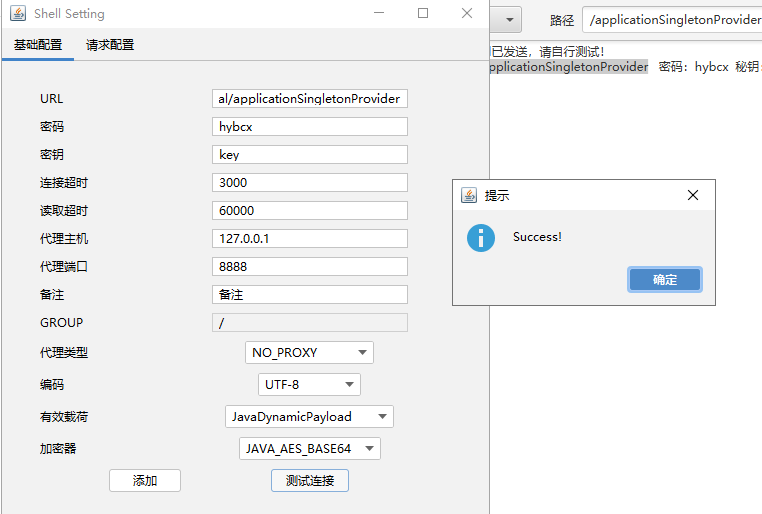 Shell Setting
基础配置 请求配置
URL al/applicationSingletonProvider
密码 hybcx
密钥 key
连接超时 3000
读取超时 60000
代理主机 127.0.0.1
代理端口 8888
备注 备注
GROUP /
代理类型 NO_PROXY
编码 UTF-8
有效载荷 JavaDynamicPayload
加密器 JAVA_AES_BASE64
添加 测试连接
路径 /applicationSingletonProvider
已发送，请自行测试！
pplicationSingletonProvider 密码：hybcx 秘钥：
提示
Success!
确定